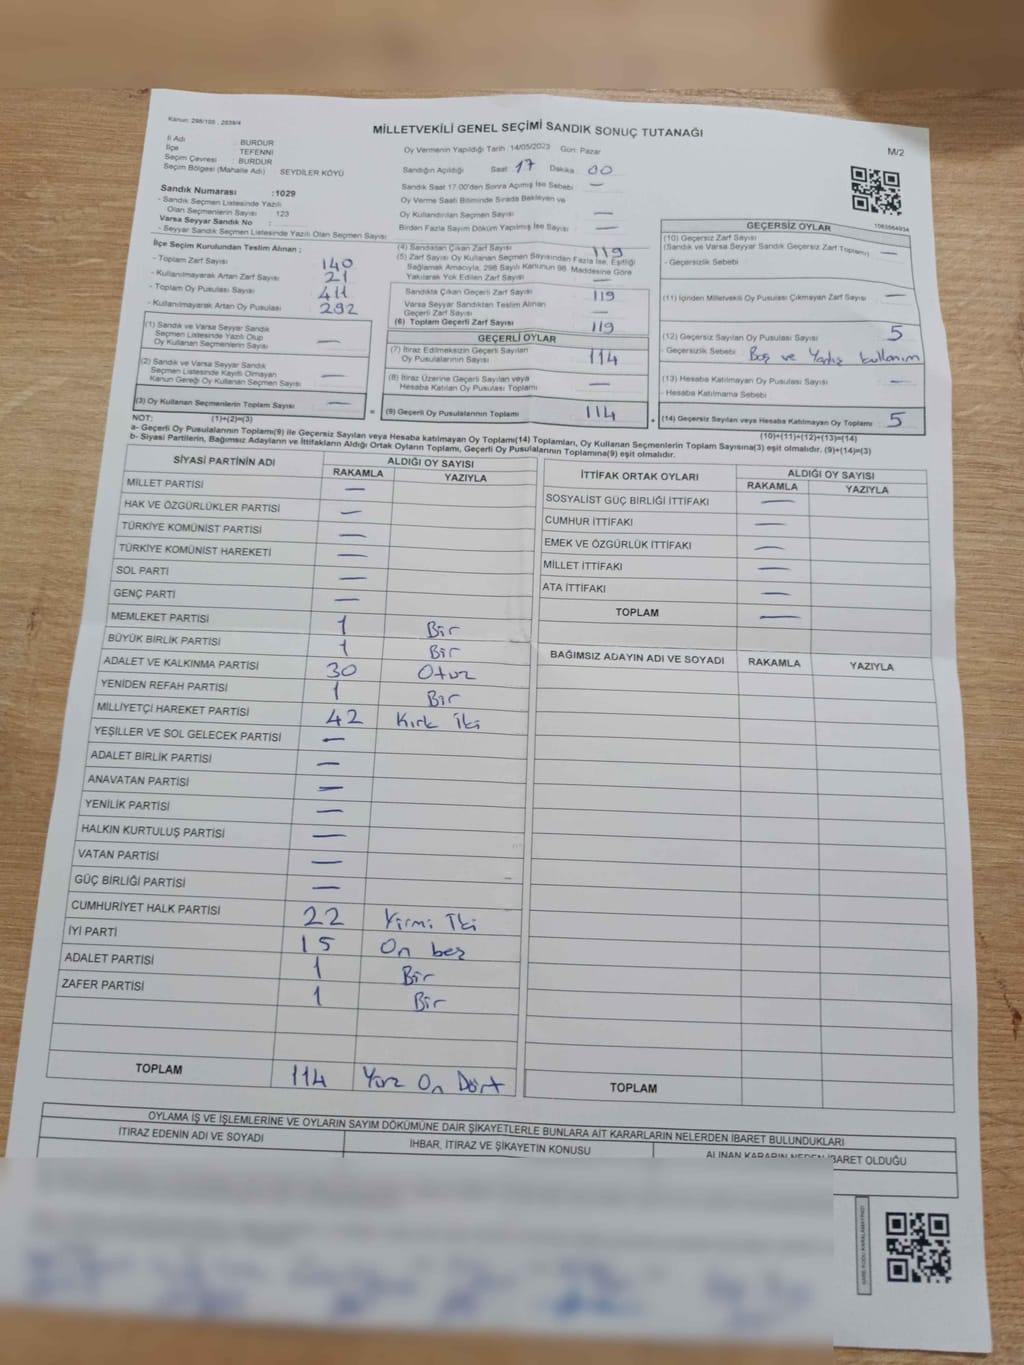 Kanun: 298/105 , 2839/4
MİLLETVEKİLİ GENEL SEÇİMİ SANDIK SONUÇ TUTANAĞI
M/2
İl Adı : BURDUR
İlçe : TEFENNİ
Seçim Çevresi : BURDUR
Seçim Bölgesi (Mahalle Adı) : SEYDİLER KÖYÜ
Sandık Numarası : 1029
- Sandık Seçmen Listesinde Yazılı
Olan Seçmenlerin Sayısı : 123
Varsa Seyyar Sandık No :
- Seyyar Sandık Seçmen Listesinde Yazılı Olan Seçmen Sayısı :
Oy Vermenin Yapıldığı Tarih : 14/05/2023 Gün: Pazar
Sandığın Açıldığı Saat 17 Dakika 00
Sandık Saat 17.00'den Sonra Açılmış İse Sebebi —
Oy Verme Saati Bitiminde Sırada Bekleyen ve
Oy Kullandırılan Seçmen Sayısı —
Birden Fazla Sayım Döküm Yapılmış İse Sayısı —
1063564934
İlçe Seçim Kurulundan Teslim Alınan ;
- Toplam Zarf Sayısı : 140
- Kullanılmayarak Artan Zarf Sayısı : 21
- Toplam Oy Pusulası Sayısı : 411
- Kullanılmayarak Artan Oy Pusulası : 292
(1) Sandık ve Varsa Seyyar Sandık
Seçmen Listesinde Yazılı Olup
Oy Kullanan Seçmenlerin Sayısı —
(2) Sandık ve Varsa Seyyar Sandık
Seçmen Listesinde Kayıtlı Olmayan
Kanun Gereği Oy Kullanan Seçmen Sayısı —
(3) Oy Kullanan Seçmenlerin Toplam Sayısı —
(1)+(2)=(3)
(4) Sandıktan Çıkan Zarf Sayısı 119
(5) Zarf Sayısı Oy Kullanan Seçmen Sayısından Fazla İse, Eşitliği
Sağlamak Amacıyla, 298 Sayılı Kanunun 98. Maddesine Göre
Yakılarak Yok Edilen Zarf Sayısı —
Sandıkta Çıkan Geçerli Zarf Sayısı 119
Varsa Seyyar Sandıktan Teslim Alınan
Geçerli Zarf Sayısı —
(6) Toplam Geçerli Zarf Sayısı 119
GEÇERLİ OYLAR
(7) İtiraz Edilmeksizin Geçerli Sayılan
Oy Pusulalarının Sayısı 114
(8) İtiraz Üzerine Geçerli Sayılan veya
Hesaba Katılan Oy Pusulası Toplamı —
= (9) Geçerli Oy Pusulalarının Toplamı 114
GEÇERSİZ OYLAR
(10) Geçersiz Zarf Sayısı
(Sandık ve Varsa Seyyar Sandık Geçersiz Zarf Toplamı) —
- Geçersizlik Sebebi
(11) İçinden Milletvekili Oy Pusulası Çıkmayan Zarf Sayısı —
(12) Geçersiz Sayılan Oy Pusulası Sayısı 5
- Geçersizlik Sebebi Boş ve Yanlış kullanım
(13) Hesaba Katılmayan Oy Pusulası Sayısı —
- Hesaba Katılmama Sebebi
+ (14) Geçersiz Sayılan veya Hesaba Katılmayan Oy Toplamı 5
(10)+(11)+(12)+(13)=(14)
NOT:
a- Geçerli Oy Pusulaları Toplamı(9) ile Geçersiz Sayılan veya Hesaba katılmayan Oy Toplamı(14) Toplamları, Oy Kullanan Seçmenlerin Toplam Sayısına(3) eşit olmalıdır. (9)+(14)=(3)
b- Siyasi Partilerin, Bağımsız Adayların ve İttifakların Aldığı Ortak Oyların Toplamı, Geçerli Oy Pusulalarının Toplamına(9) eşit olmalıdır.
SİYASİ PARTİNİN ADI ALDIĞI OY SAYISI
RAKAMLA YAZIYLA
MİLLET PARTİSİ —
HAK VE ÖZGÜRLÜKLER PARTİSİ —
TÜRKİYE KOMÜNİST PARTİSİ —
TÜRKİYE KOMÜNİST HAREKETİ —
SOL PARTİ —
GENÇ PARTİ —
MEMLEKET PARTİSİ 1 Bir
BÜYÜK BİRLİK PARTİSİ 1 Bir
ADALET VE KALKINMA PARTİSİ 30 Otuz
YENİDEN REFAH PARTİSİ 1 Bir
MİLLİYETÇİ HAREKET PARTİSİ 42 Kırk İki
YEŞİLLER VE SOL GELECEK PARTİSİ —
ADALET BİRLİK PARTİSİ —
ANAVATAN PARTİSİ —
YENİLİK PARTİSİ —
HALKIN KURTULUŞ PARTİSİ —
VATAN PARTİSİ —
GÜÇ BİRLİĞİ PARTİSİ —
CUMHURİYET HALK PARTİSİ 22 Yirmi İki
İYİ PARTİ 15 On beş
ADALET PARTİSİ 1 Bir
ZAFER PARTİSİ 1 Bir
TOPLAM 114 Yüz On Dört
İTTİFAK ORTAK OYLARI ALDIĞI OY SAYISI
RAKAMLA YAZIYLA
SOSYALİST GÜÇ BİRLİĞİ İTTİFAKI —
CUMHUR İTTİFAKI —
EMEK VE ÖZGÜRLÜK İTTİFAKI —
MİLLET İTTİFAKI —
ATA İTTİFAKI —
TOPLAM —
BAĞIMSIZ ADAYIN ADI VE SOYADI RAKAMLA YAZIYLA
TOPLAM
OYLAMA İŞ VE İŞLEMLERİNE VE OYLARIN SAYIM DÖKÜMÜNE DAİR ŞİKAYETLERLE BUNLARA AİT KARARLARIN NELERDEN İBARET BULUNDUKLARI
İTİRAZ EDENİN ADI VE SOYADI İHBAR, İTİRAZ VE ŞİKAYETİN KONUSU ALINAN KARARIN NEDEN İBARET OLDUĞU